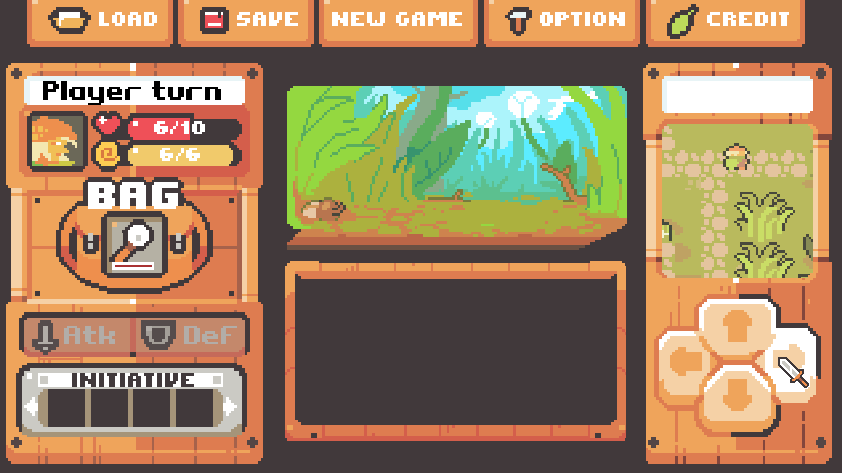 LOAD
SAVE
NEW GAME
OPTION
CREDIT
Player turn
6/10
6/6
BAG
Atk
DeF
INITIATIVE